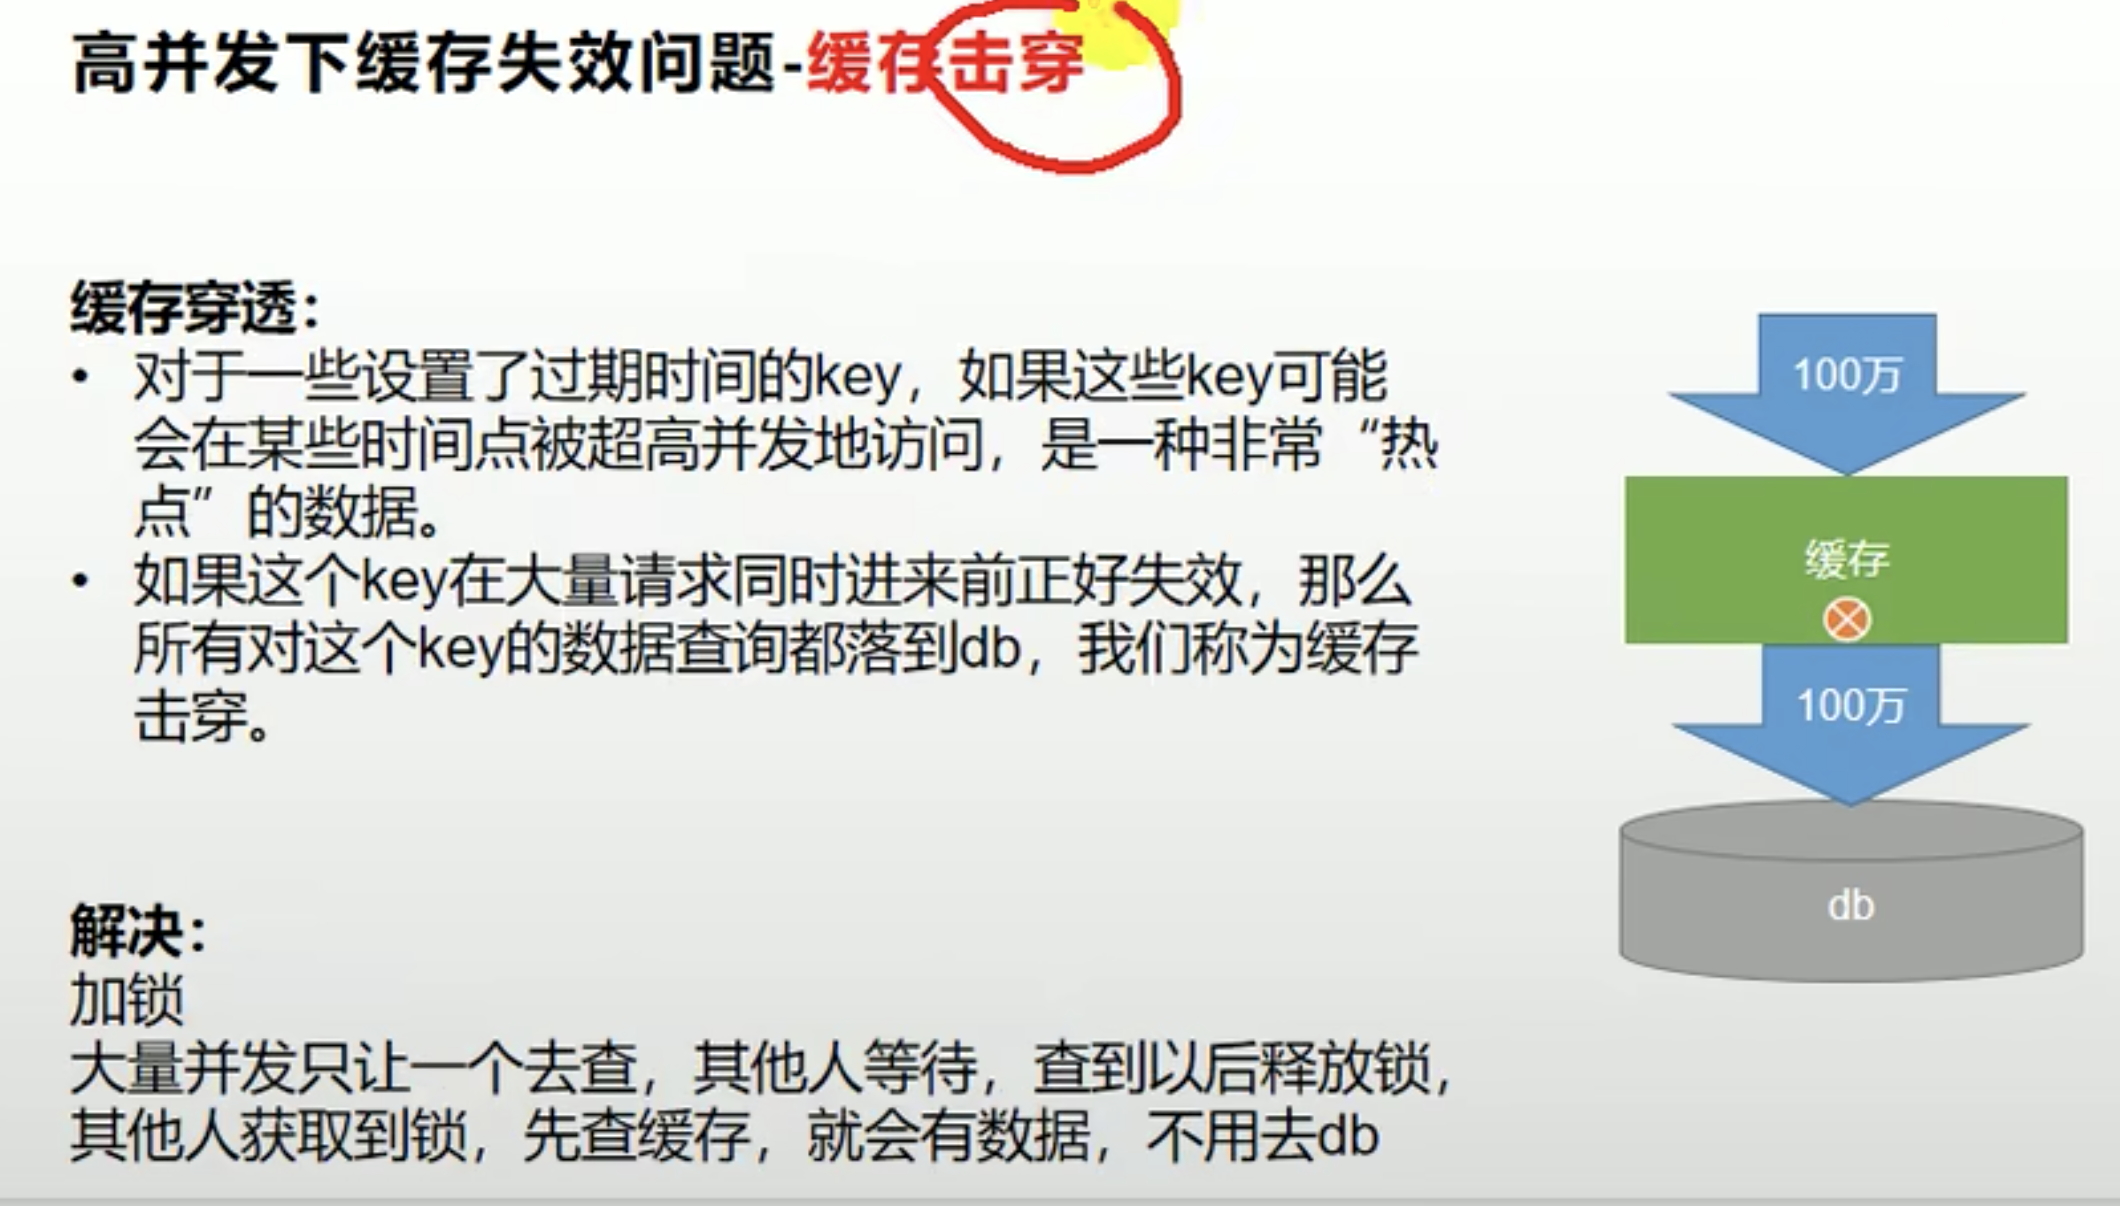 高并发下缓存失效问题-缓存击穿
缓存穿透：
• 对于一些设置了过期时间的key，如果这些key可能
会在某些时间点被超高并发地访问，是一种非常“热
点”的数据。
• 如果这个key在大量请求同时进来前正好失效，那么
所有对这个key的数据查询都落到db，我们称为缓存
击穿。
解决：
加锁
大量并发只让一个去查，其他人等待，查到以后释放锁，
其他人获取到锁，先查缓存，就会有数据，不用去db
100万
缓存
100万
db